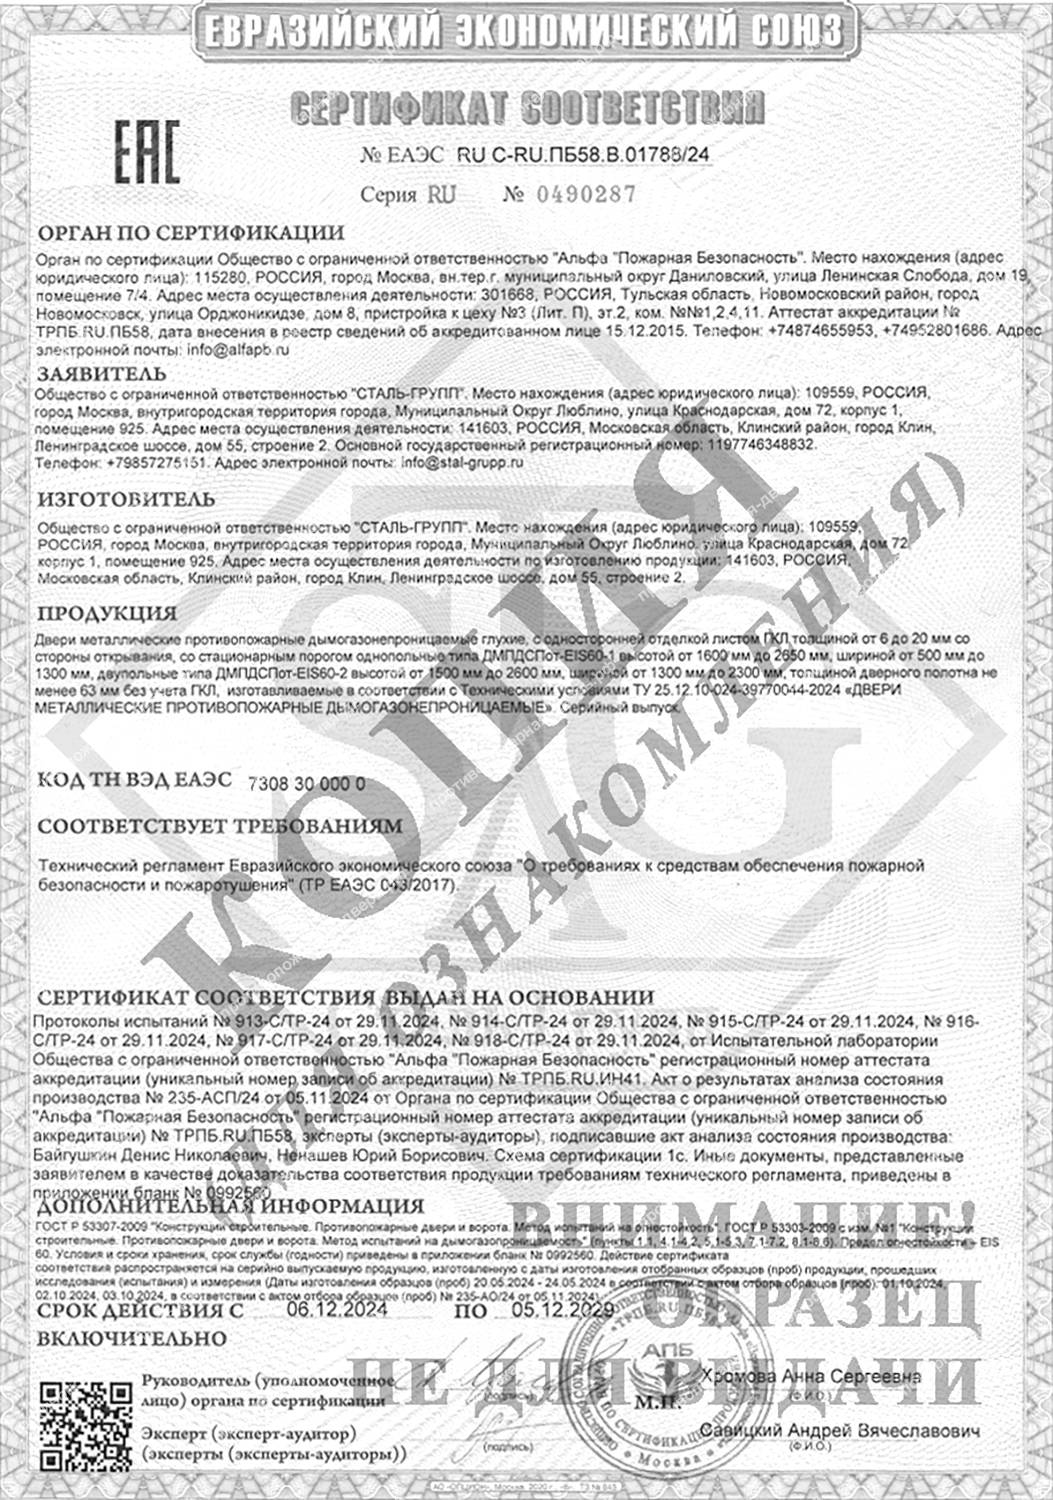 ЕВРАЗИЙСКИЙ ЭКОНОМИЧЕСКИЙ СОЮЗ
СЕРТИФИКАТ СООТВЕТСТВИЯ
ЕАС
№ ЕАЭС RU С-RU.ПБ58.В.01788/24
Серия RU № 0490287
ОРГАН ПО СЕРТИФИКАЦИИ
Орган по сертификации Общество с ограниченной ответственностью "Альфа "Пожарная Безопасность". Место нахождения (адрес
юридического лица): 115280, РОССИЯ, город Москва, вн.тер.г. муниципальный округ Даниловский, улица Ленинская Слобода, дом 19,
помещение 7/4. Адрес места осуществления деятельности: 301668, РОССИЯ, Тульская область, Новомосковский район, город
Новомосковск, улица Орджоникидзе, дом 8, пристройка к цеху №3 (Лит. П), эт.2, ком. №№1,2,4,11. Аттестат аккредитации №
ТРПБ.RU.ПБ58, дата внесения в реестр сведений об аккредитованном лице 15.12.2015. Телефон: +74874655953, +74952801686. Адрес
электронной почты: info@alfapb.ru
ЗАЯВИТЕЛЬ
Общество с ограниченной ответственностью "СТАЛЬ-ГРУПП". Место нахождения (адрес юридического лица): 109559, РОССИЯ,
город Москва, внутригородская территория города, Муниципальный Округ Люблино, улица Краснодарская, дом 72, корпус 1,
помещение 925. Адрес места осуществления деятельности: 141603, РОССИЯ, Московская область, Клинский район, город Клин,
Ленинградское шоссе, дом 55, строение 2. Основной государственный регистрационный номер: 1197746348832.
Телефон: +79857275151. Адрес электронной почты: info@stal-grupp.ru
ИЗГОТОВИТЕЛЬ
Общество с ограниченной ответственностью "СТАЛЬ-ГРУПП". Место нахождения (адрес юридического лица): 109559,
РОССИЯ, город Москва, внутригородская территория города, Муниципальный Округ Люблино, улица Краснодарская, дом 72,
корпус 1, помещение 925. Адрес места осуществления деятельности по изготовлению продукции: 141603, РОССИЯ,
Московская область, Клинский район, город Клин, Ленинградское шоссе, дом 55, строение 2.
ПРОДУКЦИЯ
Двери металлические противопожарные дымогазонепроницаемые глухие, с односторонней отделкой листом ГКЛ толщиной от 6 до 20 мм со
стороны открывания, со стационарным порогом однопольные типа ДМПДСПот-EIS60-1 высотой от 1600 мм до 2650 мм, шириной от 500 мм до
1300 мм, двупольные типа ДМПДСПот-EIS60-2 высотой от 1500 мм до 2600 мм, шириной от 1300 мм до 2300 мм, толщиной дверного полотна не
менее 63 мм без учета ГКЛ, изготавливаемые в соответствии с Техническими условиями ТУ 25.12.10-024-39770044-2024 «ДВЕРИ
МЕТАЛЛИЧЕСКИЕ ПРОТИВОПОЖАРНЫЕ ДЫМОГАЗОНЕПРОНИЦАЕМЫЕ». Серийный выпуск.
КОД ТН ВЭД ЕАЭС 7308 30 000 0
СООТВЕТСТВУЕТ ТРЕБОВАНИЯМ
Технический регламент Евразийского экономического союза "О требованиях к средствам обеспечения пожарной
безопасности и пожаротушения" (ТР ЕАЭС 043/2017).
КОПИЯ
(ДЛЯ ОЗНАКОМЛЕНИЯ)
СЕРТИФИКАТ СООТВЕТСТВИЯ ВЫДАН НА ОСНОВАНИИ
Протоколы испытаний № 913-С/ТР-24 от 29.11.2024, № 914-С/ТР-24 от 29.11.2024, № 915-С/ТР-24 от 29.11.2024, № 916-
С/ТР-24 от 29.11.2024, № 917-С/ТР-24 от 29.11.2024, № 918-С/ТР-24 от 29.11.2024, от Испытательной лаборатории
Общества с ограниченной ответственностью "Альфа "Пожарная Безопасность" регистрационный номер аттестата
аккредитации (уникальный номер записи об аккредитации) № ТРПБ.RU.ИН41. Акт о результатах анализа состояния
производства № 235-АСП/24 от 05.11.2024 от Органа по сертификации Общества с ограниченной ответственностью
"Альфа "Пожарная Безопасность" регистрационный номер аттестата аккредитации (уникальный номер записи об
аккредитации) № ТРПБ.RU.ПБ58, эксперты (эксперты-аудиторы), подписавшие акт анализа состояния производства:
Байгушкин Денис Николаевич, Ненашев Юрий Борисович. Схема сертификации 1с. Иные документы, представленные
заявителем в качестве доказательства соответствия продукции требованиям технического регламента, приведены в
приложении бланк № 0992560
ДОПОЛНИТЕЛЬНАЯ ИНФОРМАЦИЯ
ВНИМАНИЕ!
ГОСТ Р 53307-2009 "Конструкции строительные. Противопожарные двери и ворота. Метод испытаний на огнестойкость". ГОСТ Р 53303-2009 с изм. №1 "Конструкции
строительные. Противопожарные двери и ворота. Метод испытаний на дымогазопроницаемость" (пункты 1.1, 4.1-4.2, 5.1-5.3, 7.1-7.2, 8.1-8.6). Предел огнестойкости – EIS
60. Условия и сроки хранения, срок службы (годности) приведены в приложении бланк № 0992560. Действие сертификата
соответствия распространяется на серийно выпускаемую продукцию, изготовленную с даты изготовления отобранных образцов (проб) продукции, прошедших
исследования (испытания) и измерения (Даты изготовления образцов (проб) 20.05.2024 - 24.05.2024 в соответствии с актом отбора образцов (проб): 01.10.2024,
02.10.2024, 03.10.2024, в соответствии с актом отбора образцов (проб) № 235-АО/24 от 05.11.2024)
ОБРАЗЕЦ
СРОК ДЕЙСТВИЯ С 06.12.2024 ПО 05.12.2029
ВКЛЮЧИТЕЛЬНО
НЕ ДЛЯ ВЫДАЧИ
АПБ
Руководитель (уполномоченное
лицо) органа по сертификации
(подпись)
М.П.
Хромова Анна Сергеевна
(Ф.И.О.)
Эксперт (эксперт-аудитор)
(эксперты (эксперты-аудиторы))
(подпись)
Савицкий Андрей Вячеславович
(Ф.И.О.)
Москва